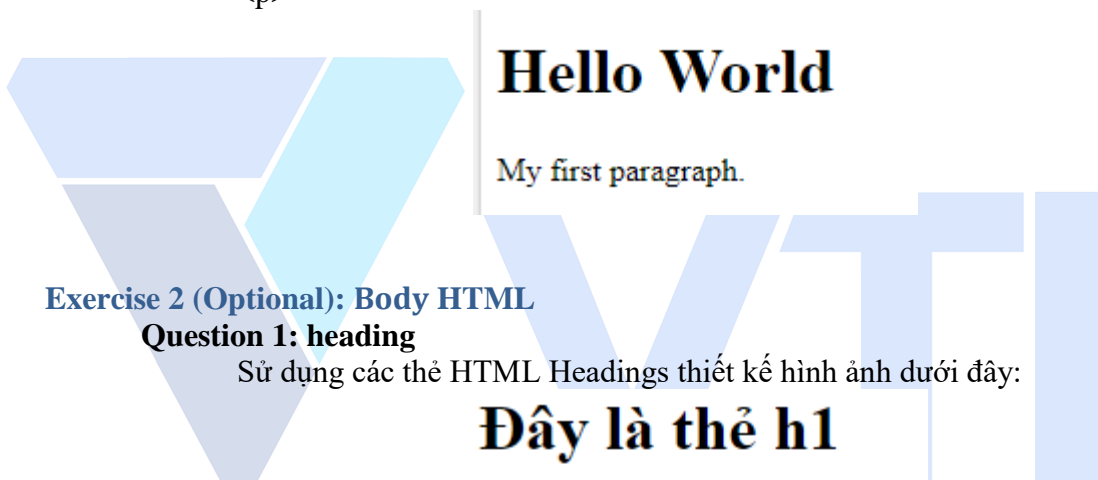 Hello World
My first paragraph.
Exercise 2 (Optional): Body HTML
Question 1: heading
Sử dụng các thẻ HTML Headings thiết kế hình ảnh dưới đây:
Đây là thẻ h1